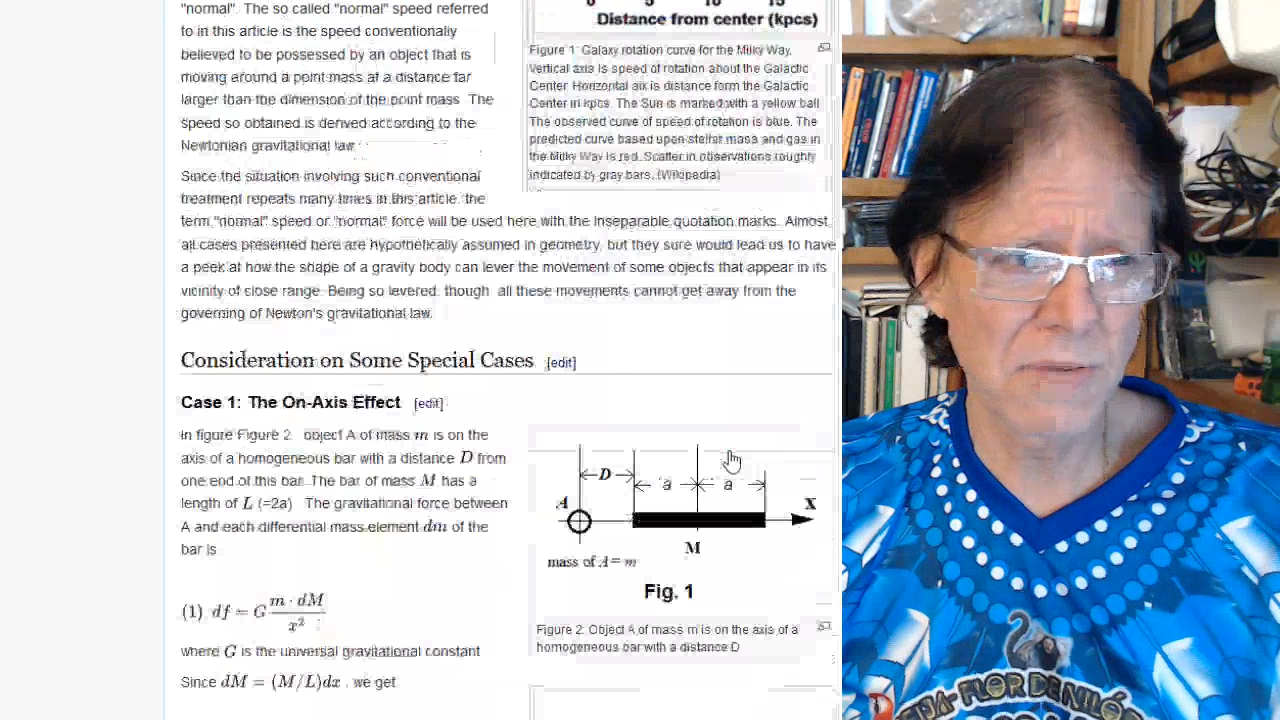 "normal". The so called "normal" speed referred
to in this article is the speed conventionally
believed to be possessed by an object that is
moving around a point mass at a distance far
larger than the dimension of the point mass. The
speed so obtained is derived according to the
Newtonian gravitational law.
Since the situation involving such conventional
treatment repeats many times in this article, the
term "normal" speed or "normal" force will be used here with the inseparable quotation marks. Almost
all cases presented here are hypothetically assumed in geometry, but they sure would lead us to have
a peek at how the shape of a gravity body can lever the movement of some objects that appear in its
vicinity of close range. Being so levered, though, all these movements cannot get away from the
governing of Newton's gravitational law.
0 5 10 15
Distance from center (kpcs)
Figure 1: Galaxy rotation curve for the Milky Way.
Vertical axis is speed of rotation about the Galactic
Center. Horizontal aix is distance form the Galactic
Center in kpcs. The Sun is marked with a yellow ball.
The observed curve of speed of rotation is blue. The
predicted curve based upon stellar mass and gas in
the Milky Way is red. Scatter in observations roughly
indicated by gray bars. (Wikipedia)
Consideration on Some Special Cases [edit]
Case 1: The On-Axis Effect [edit]
In figure Figure 2 object A of mass m is on the
axis of a homogeneous bar with a distance D from
one end of this bar. The bar of mass M has a
length of L (=2a). The gravitational force between
A and each differential mass element dm of the
bar is
(1) df = G m · dM / x²
where G is the universal gravitational constant
Since dM = (M/L)dx , we get
D
a a
A X
M
mass of A = m
Fig. 1
Figure 2: Object A of mass m is on the axis of a
homogeneous bar with a distance D